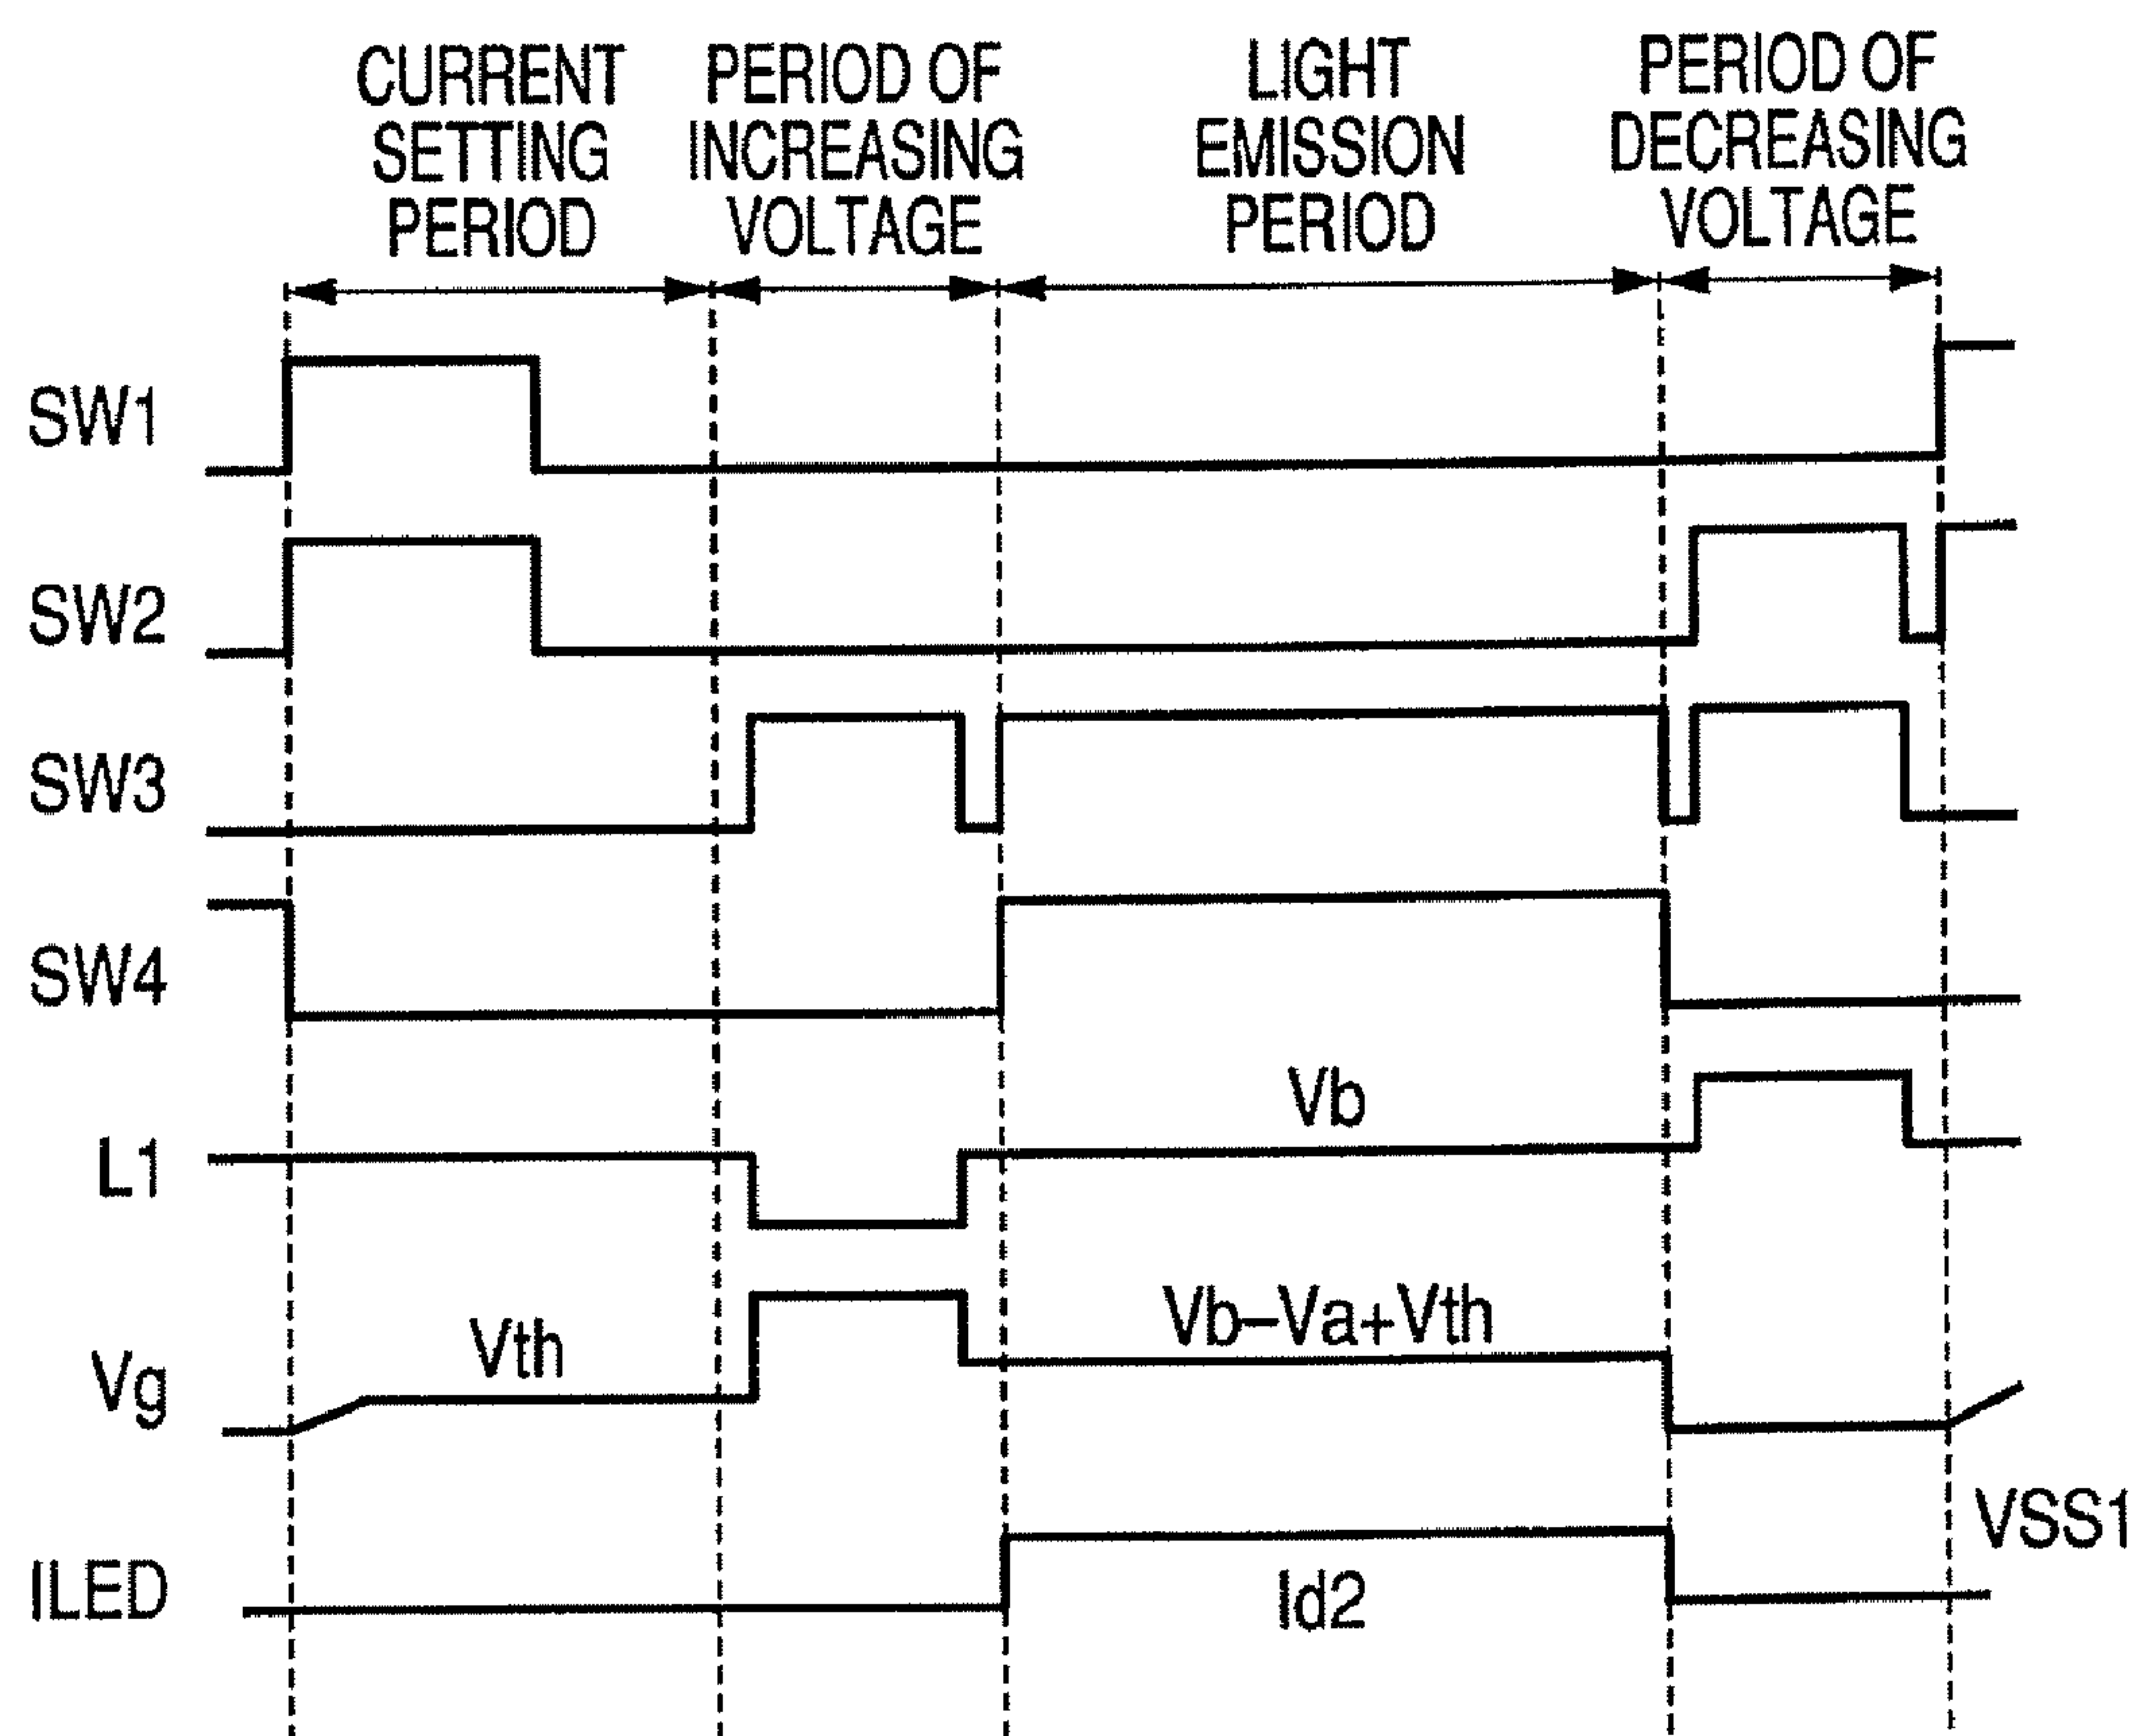 CURRENT
SETTING
PERIOD
PERIOD OF
INCREASING
VOLTAGE
LIGHT
EMISSION
PERIOD
PERIOD OF
DECREASING
VOLTAGE
SW1
SW2
SW3
SW4
L1
Vb
Vg
Vth
Vb–Va+Vth
VSS1
ILED
Id2